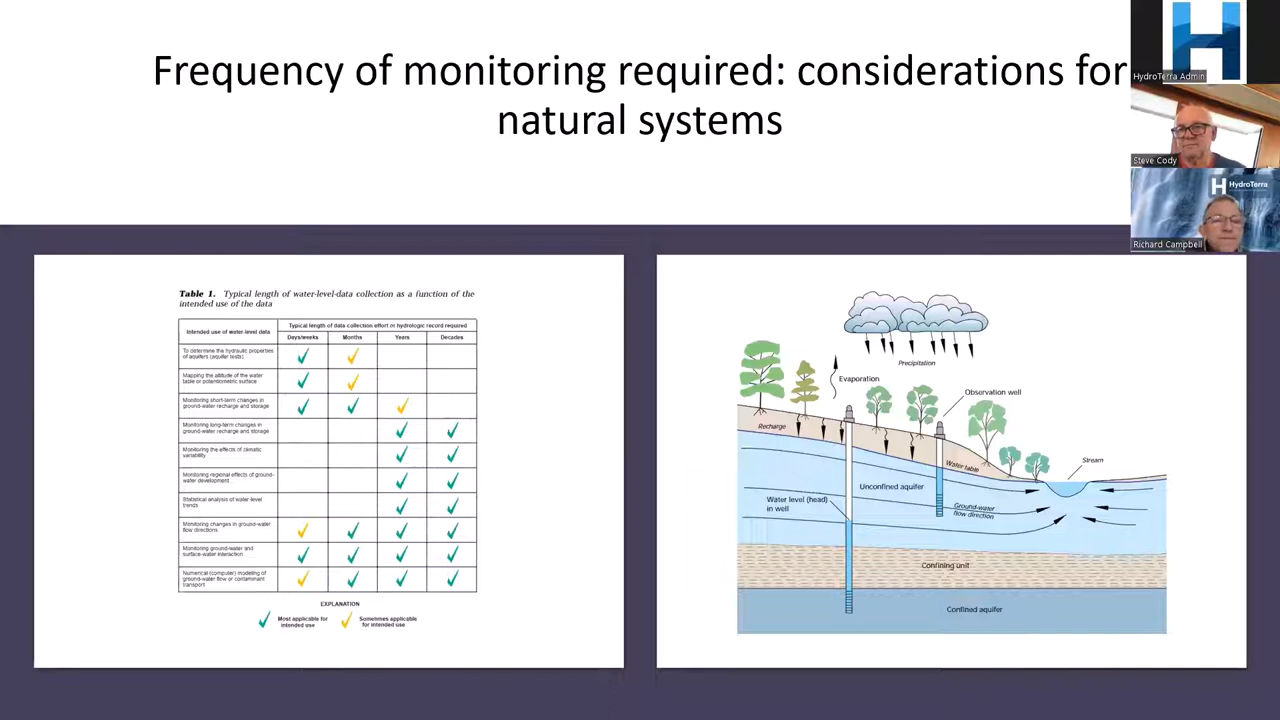 Frequency of monitoring required: considerations for
natural systems
HydroTerra Admin
Steve Cody
HydroTerra
Richard Campbell
Table 1. Typical length of water-level-data collection as a function of the
intended use of the data
Intended use of water-level data
Typical length of data collection effort or hydrologic record required
Days/weeks Months Years Decades
To determine the hydraulic properties
of aquifers (aquifer tests)
Mapping the altitude of the water
table or potentiometric surface
Monitoring short-term changes in
ground-water recharge and storage
Monitoring long-term changes in
ground-water recharge and storage
Monitoring the effects of climatic
variability
Monitoring regional effects of ground-
water development
Statistical analysis of water-level
trends
Monitoring changes in ground-water
flow directions
Monitoring ground-water and
surface-water interaction
Numerical (computer) modeling of
ground-water flow or contaminant
transport
EXPLANATION
Most applicable for
intended use
Sometimes applicable
for intended use
Precipitation
Evaporation
Observation well
Recharge
Water table
Stream
Unconfined aquifer
Water level (head)
in well
Ground-water
flow direction
Confining unit
Confined aquifer